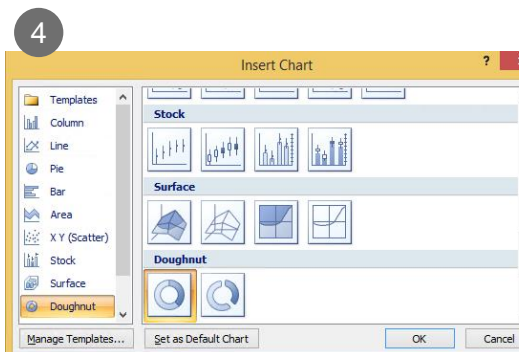 4
Insert Chart
?
Templates
Column
Line
Pie
Bar
Area
X Y (Scatter)
Stock
Surface
Doughnut
Stock
Surface
Doughnut
Manage Templates...
Set as Default Chart
OK
Cancel